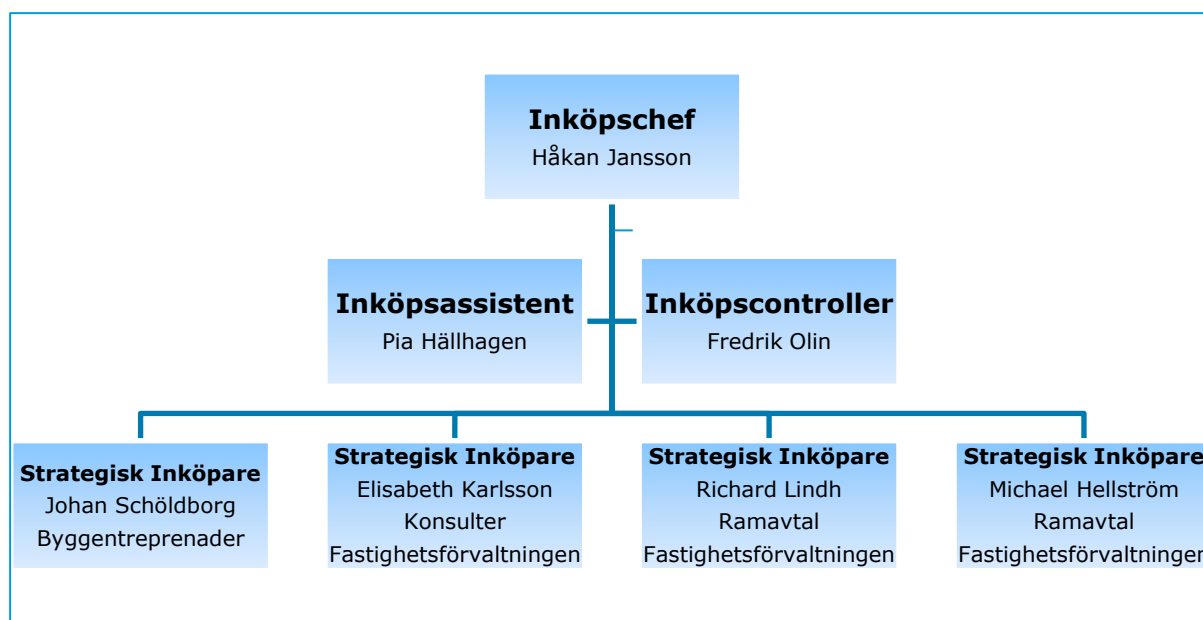 Inköpschef
Håkan Jansson
Inköpsassistent
Pia Hällhagen
Inköpscontroller
Fredrik Olin
Strategisk Inköpare
Johan Schöldborg
Byggentreprenader
Strategisk Inköpare
Elisabeth Karlsson
Konsulter
Fastighetsförvaltningen
Strategisk Inköpare
Richard Lindh
Ramavtal
Fastighetsförvaltningen
Strategisk Inköpare
Michael Hellström
Ramavtal
Fastighetsförvaltningen